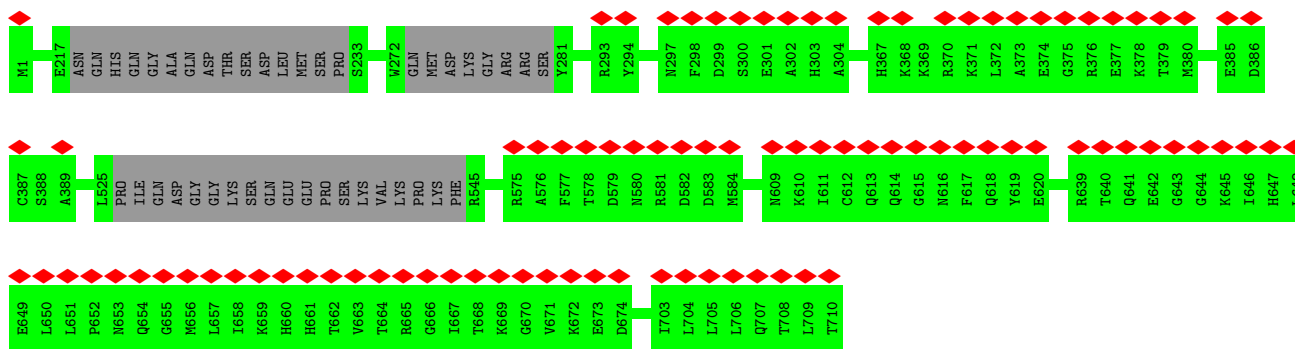 M1 E217 ASN GLN HIS GLN GLY ALA GLN ASP THR SER ASP LEU MET SER PRO S233 W272 GLN MET ASP LYS GLY ARG ARG SER Y281 R293 Y294 N297 F298 D299 S300 E301 A302 H303 A304 H367 K368 K369 R370 K371 L372 A373 E374 G375 R376 E377 K378 T379 M380 E385 D386
C387 S388 A389 L525 PRO ILE GLN ASP GLY GLY LYS SER GLN GLU GLU PRO SER LYS VAL LYS PRO LYS PHE R545 R575 A576 F577 T578 D579 N580 R581 D582 D583 M584 N609 K610 I611 C612 Q613 Q614 G615 N616 F617 Q618 Y619 E620 R639 T640 Q641 E642 G643 G644 K645 I646 H647
E649 L650 L651 P652 N653 Q654 G655 M656 L657 I658 K659 H660 H661 T662 V663 T664 R665 G666 I667 T668 K669 G670 V671 K672 E673 D674 I703 L704 L705 L706 Q707 T708 L709 T710